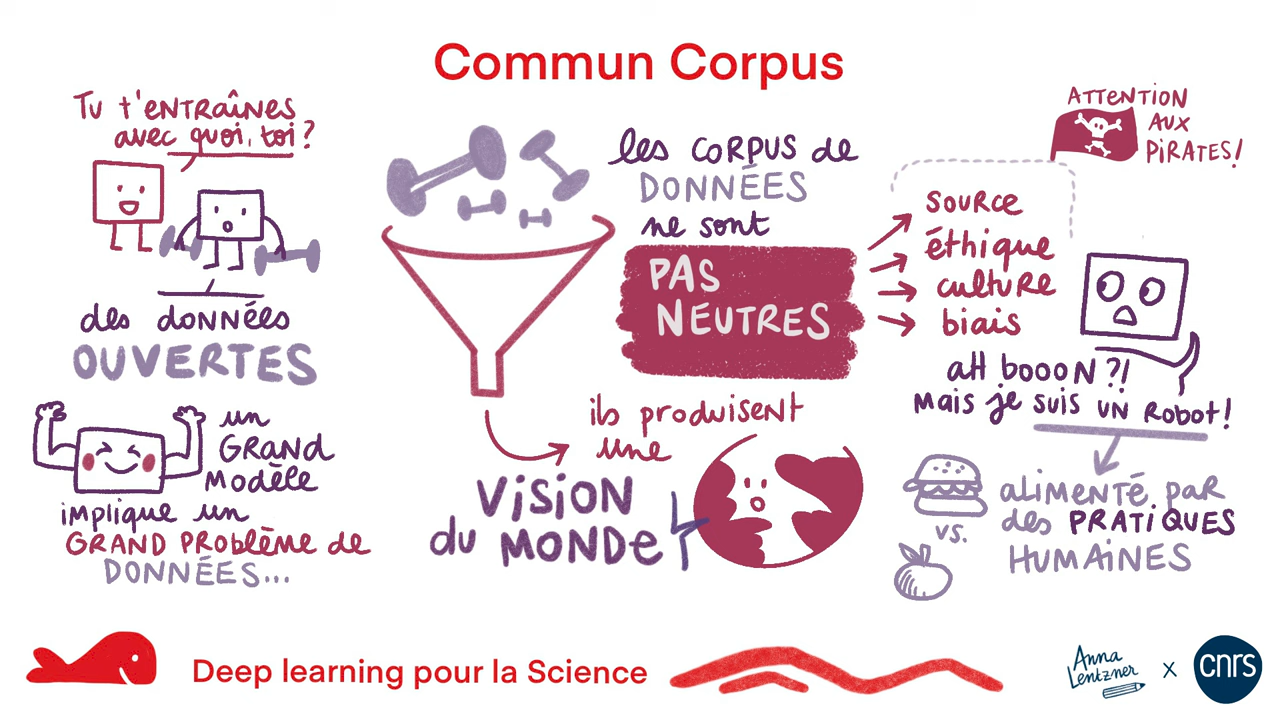 Commun Corpus
Tu t'entraînes
avec quoi, toi?
des données
OUVERTES
un
GRAND
Modèle
implique un
GRAND PROBlème de
DONNÉES...
les CORPUS de
DONNÉES
ne sont
PAS
NEUTRES
ils produisent
une
VISION
du MONDE
ATTENTION
AUX
PIRATES!
source
éthique
culture
biais
aH booon?!
Mais je suis un Robot!
alimenté par
des PRATIQUES
HUMAINES
vs.
Deep learning pour la Science
Anna
Lentzner
X
cnrs